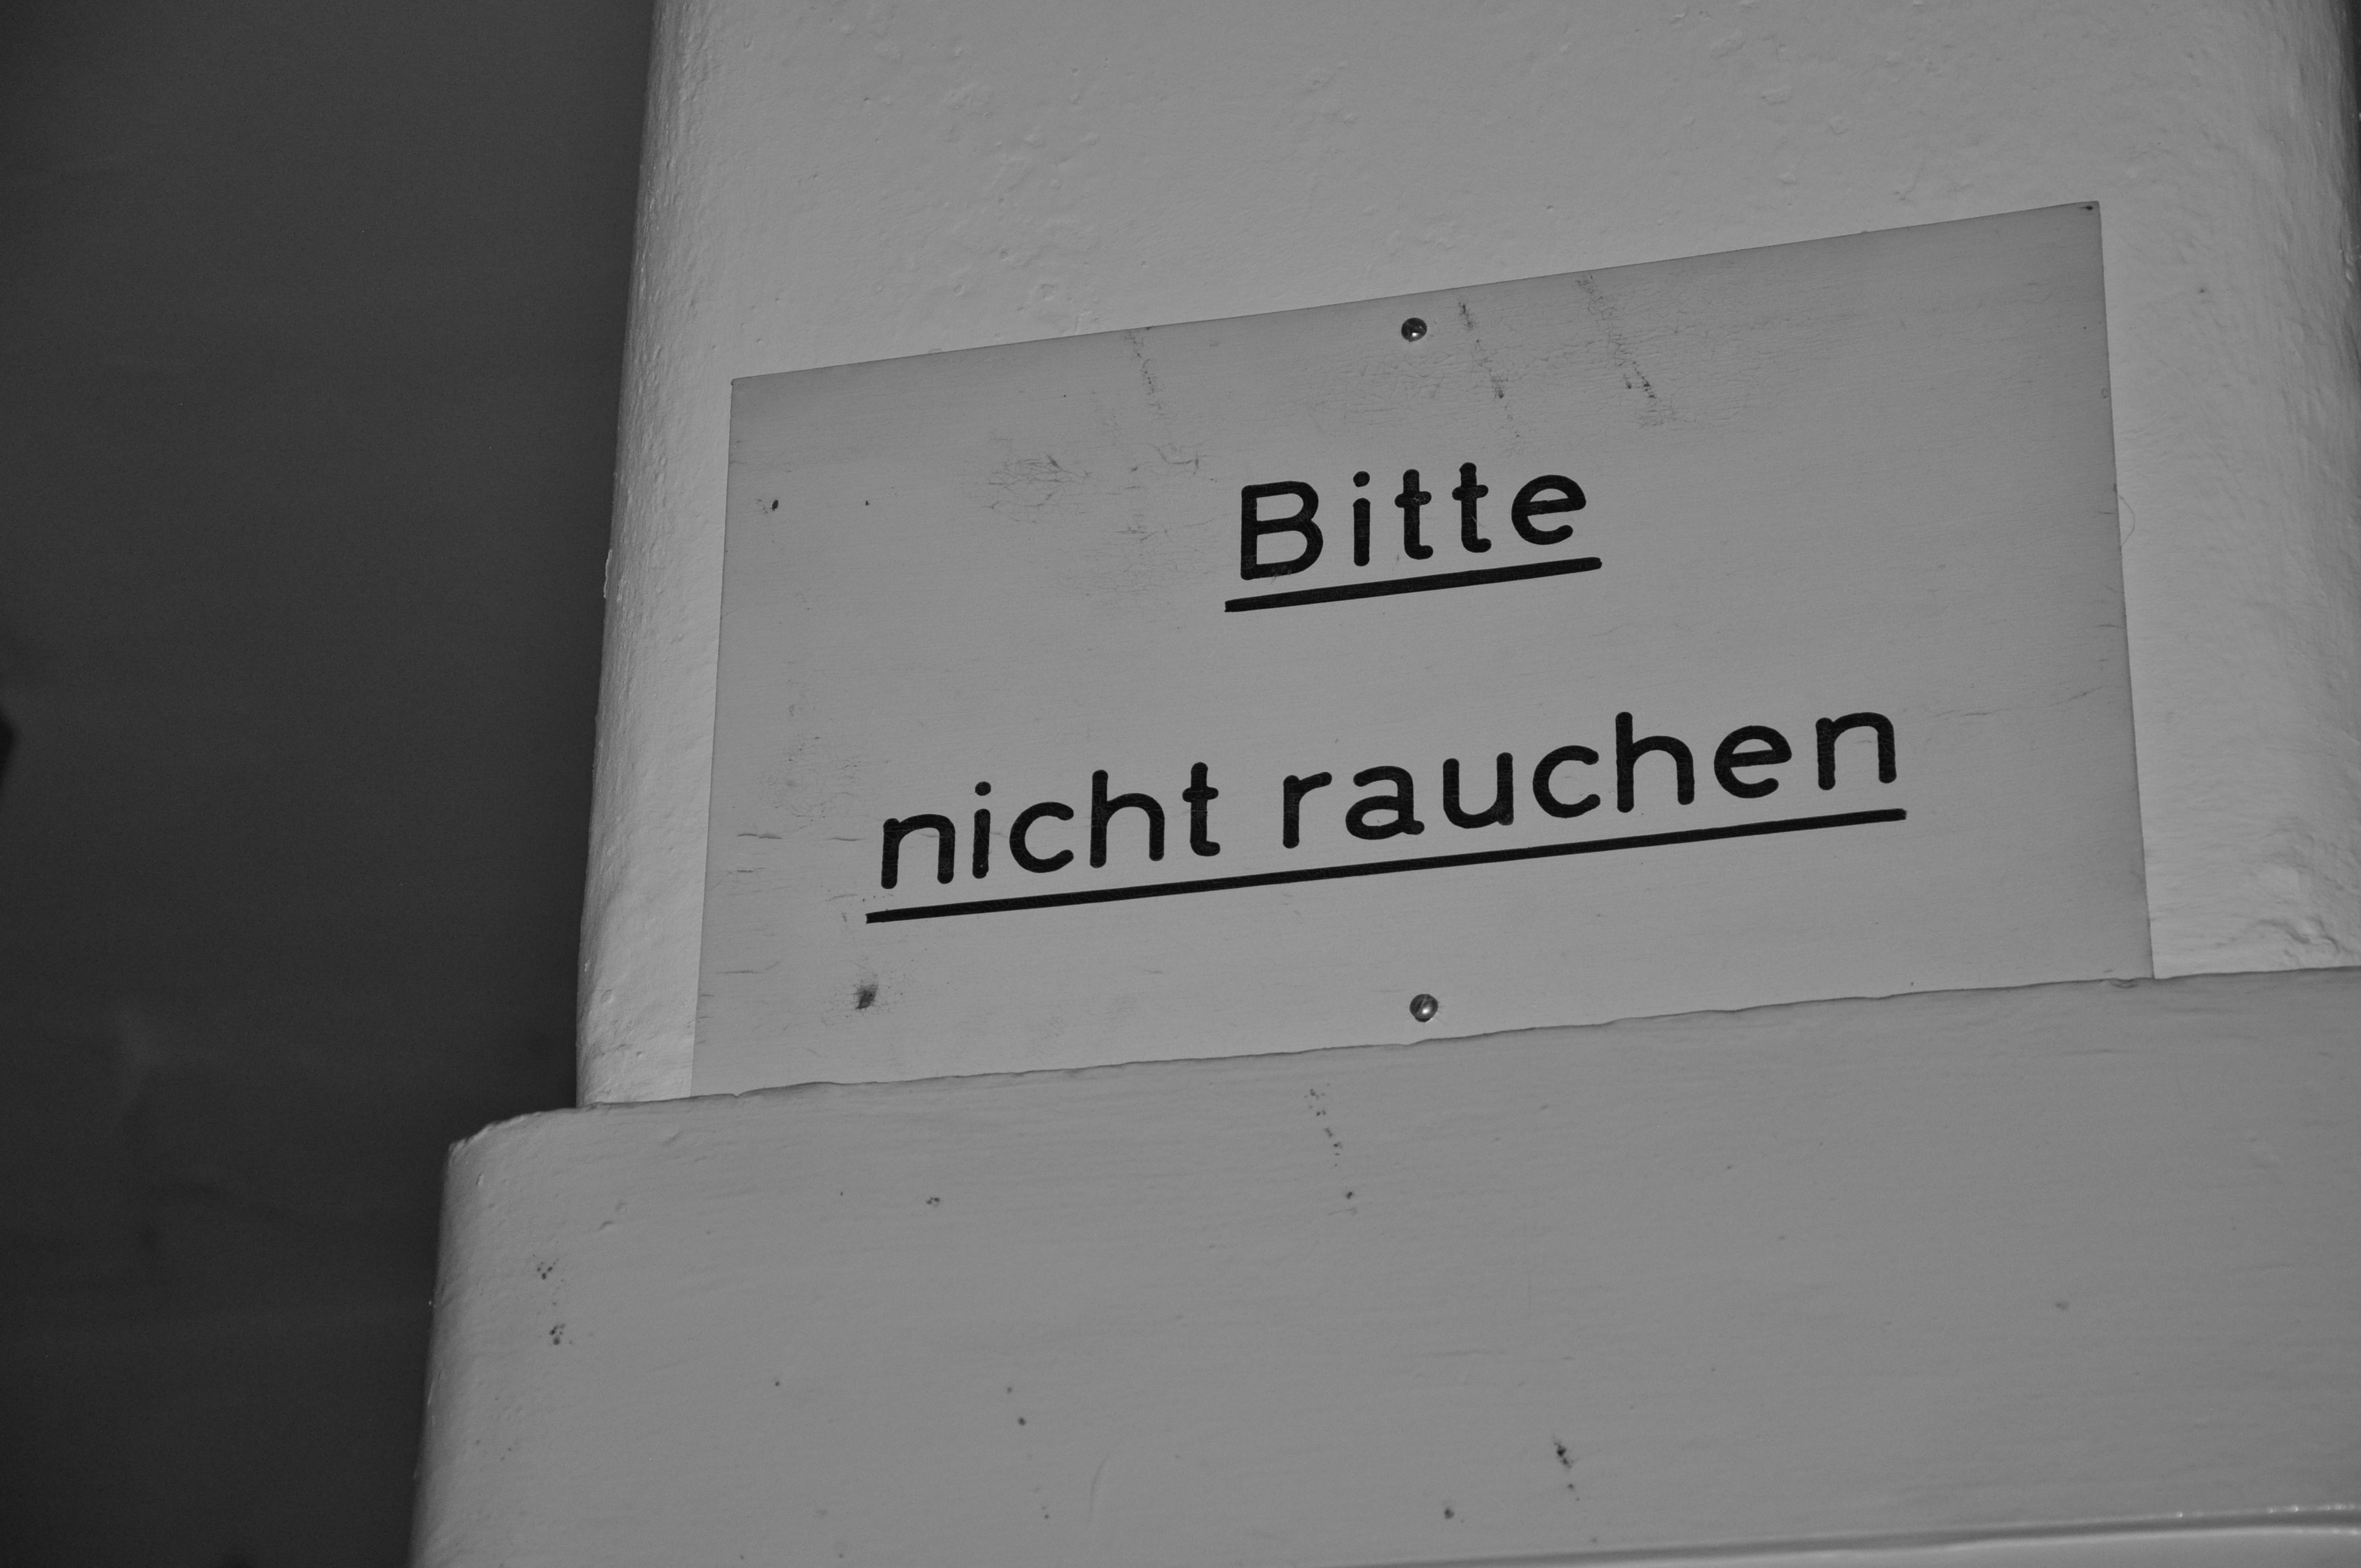 Bitte
nicht rauchen